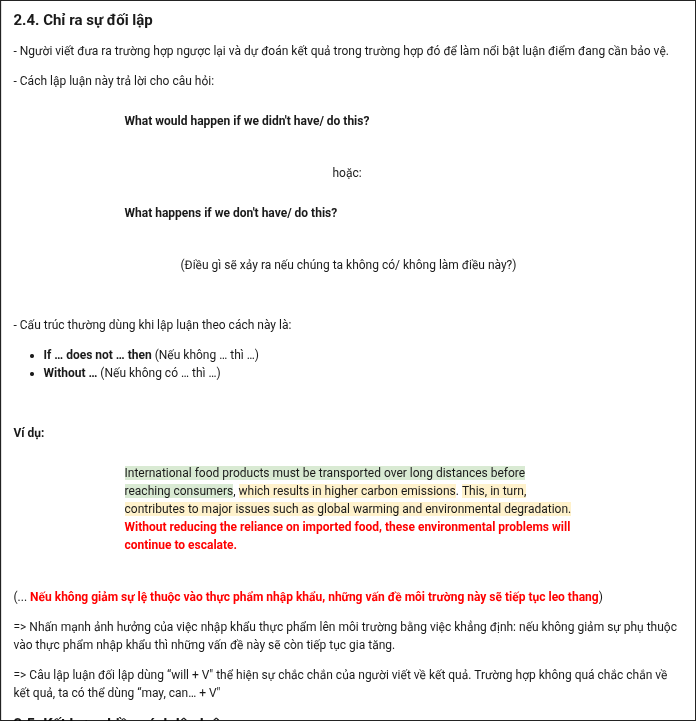 2.4. Chỉ ra sự đối lập
- Người viết đưa ra trường hợp ngược lại và dự đoán kết quả trong trường hợp đó để làm nổi bật luận điểm đang cần bảo vệ.
- Cách lập luận này trả lời cho câu hỏi:
What would happen if we didn't have/ do this?
hoặc:
What happens if we don't have/ do this?
(Điều gì sẽ xảy ra nếu chúng ta không có/ không làm điều này?)
- Cấu trúc thường dùng khi lập luận theo cách này là:
• If … does not … then (Nếu không … thì …)
• Without … (Nếu không có … thì …)
Ví dụ:
International food products must be transported over long distances before
reaching consumers, which results in higher carbon emissions. This, in turn,
contributes to major issues such as global warming and environmental degradation.
Without reducing the reliance on imported food, these environmental problems will
continue to escalate.
(... Nếu không giảm sự lệ thuộc vào thực phẩm nhập khẩu, những vấn đề môi trường này sẽ tiếp tục leo thang)
=> Nhấn mạnh ảnh hưởng của việc nhập khẩu thực phẩm lên môi trường bằng việc khẳng định: nếu không giảm sự phụ thuộc
vào thực phẩm nhập khẩu thì những vấn đề này sẽ còn tiếp tục gia tăng.
=> Câu lập luận đối lập dùng “will + V" thể hiện sự chắc chắn của người viết về kết quả. Trường hợp không quá chắc chắn về
kết quả, ta có thể dùng “may, can… + V"